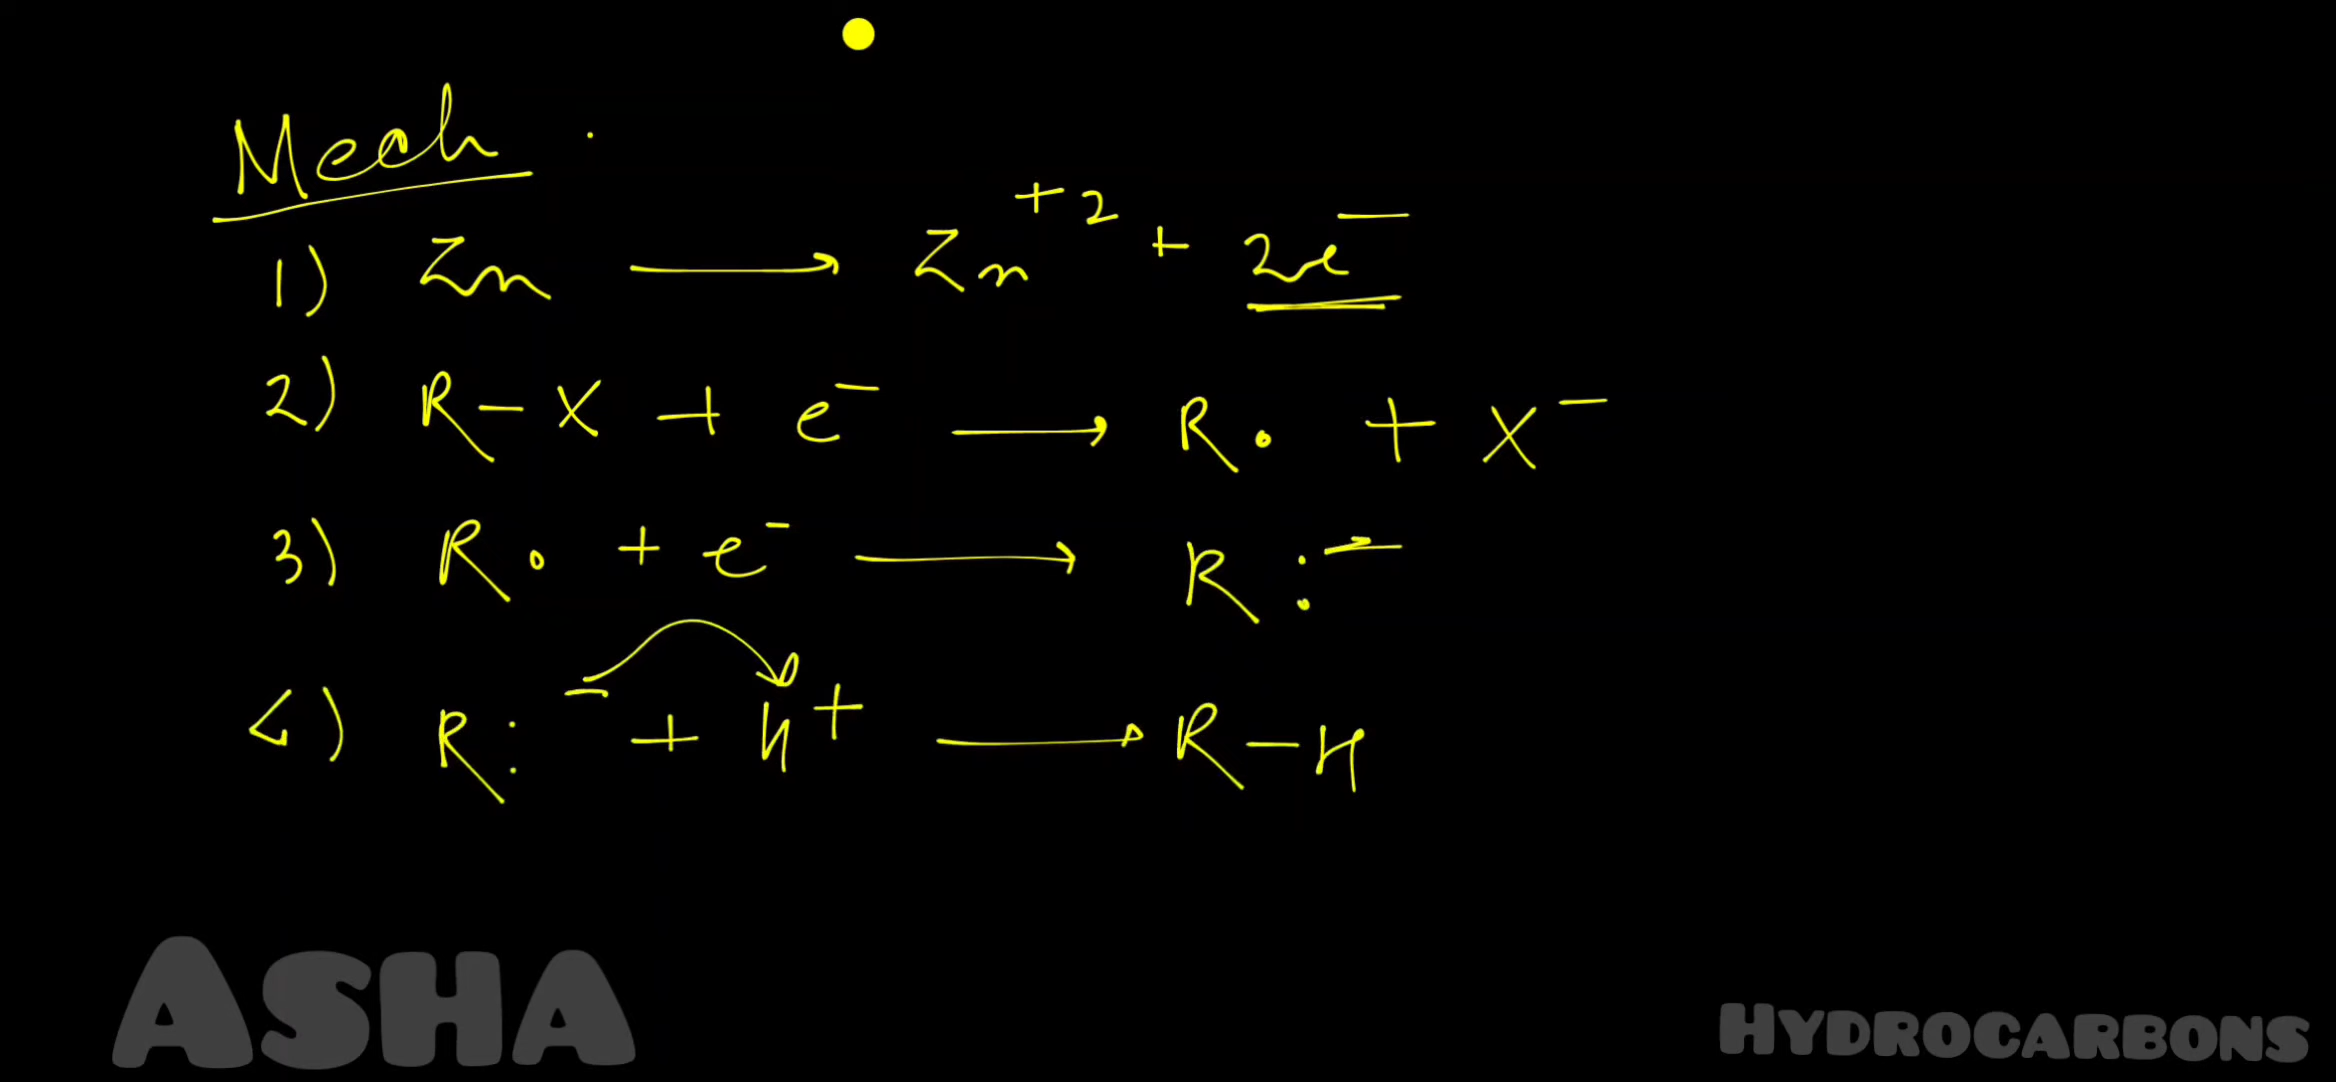 Mech
1) Zn ⟶ Zn⁺² + 2e⁻
2) R–X + e⁻ ⟶ R• + X⁻
3) R• + e⁻ ⟶ R:⁻
4) R:⁻ + H⁺ ⟶ R–H
ASHA
HYDROCARBONS